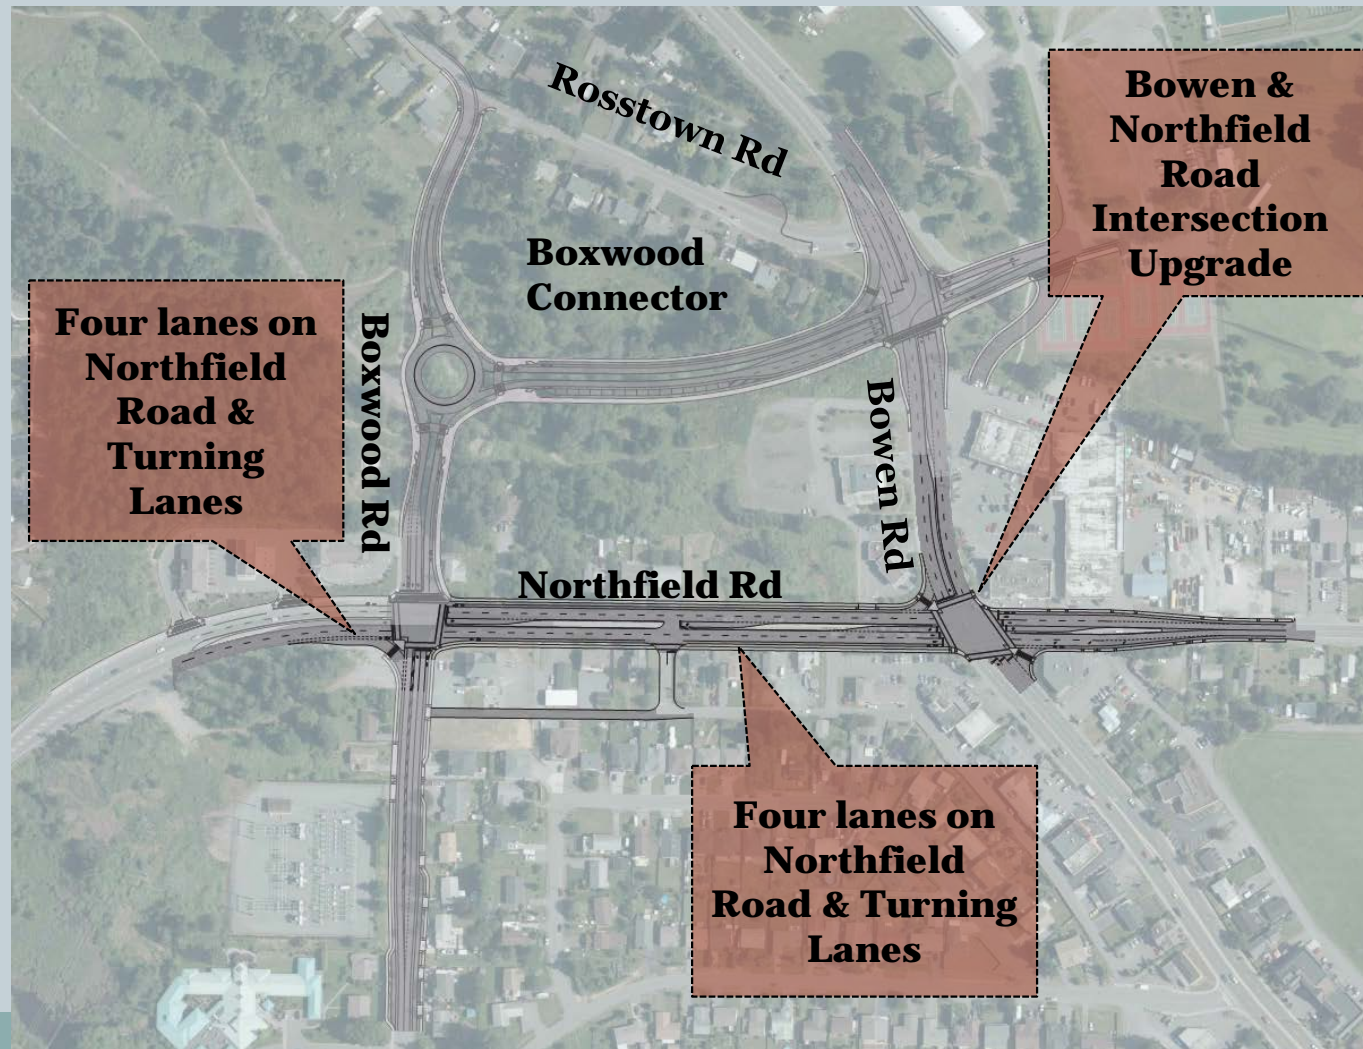 Rosstown Rd
Bowen &
Northfield
Road
Intersection
Upgrade
Boxwood
Connector
Four lanes on
Northfield
Road &
Turning
Lanes
Boxwood Rd
Bowen Rd
Northfield Rd
Four lanes on
Northfield
Road & Turning
Lanes